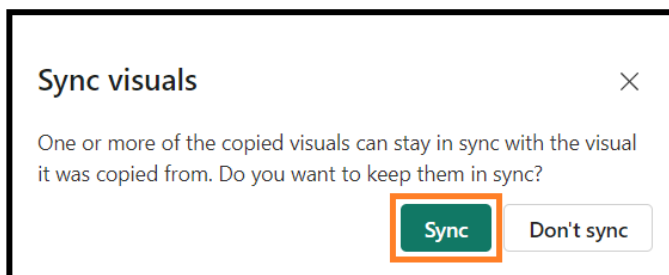 Sync visuals
One or more of the copied visuals can stay in sync with the visual
it was copied from. Do you want to keep them in sync?
Sync Don't sync